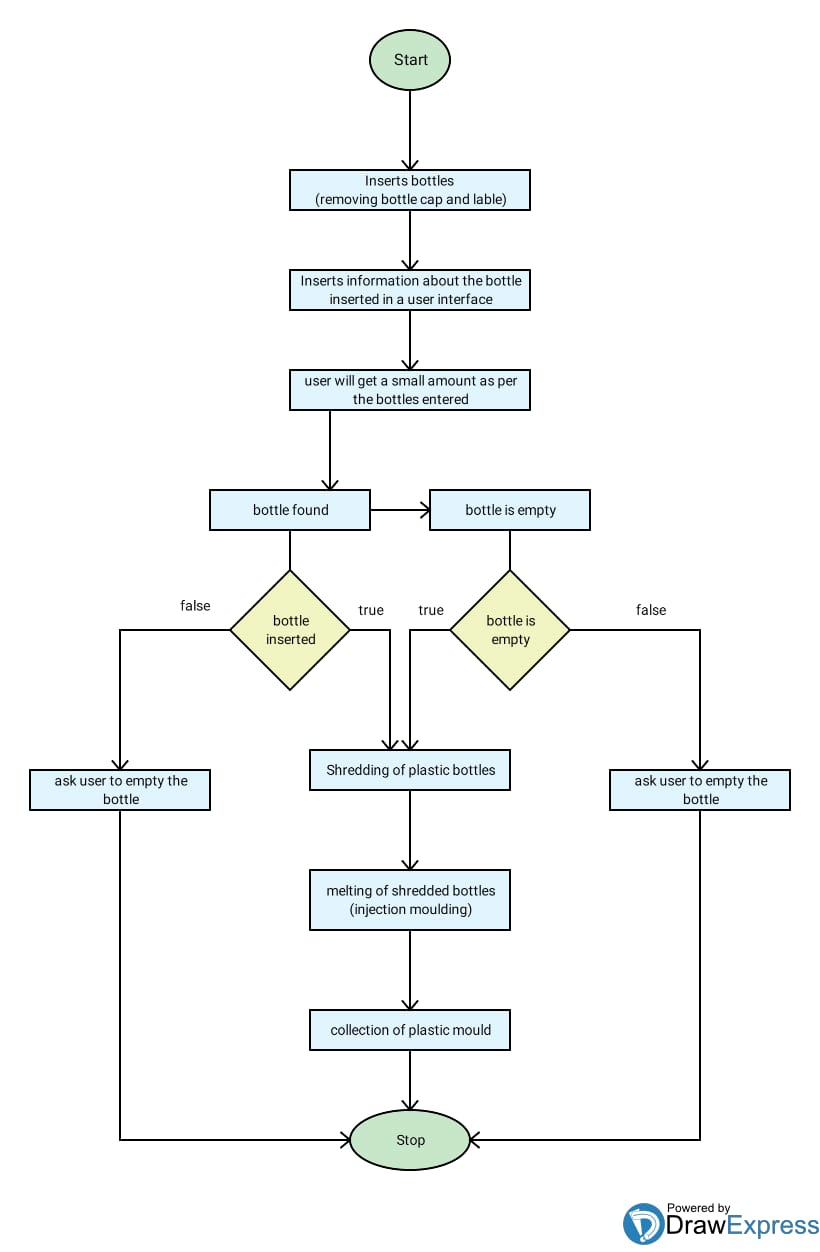 Start
Inserts bottles
(removing bottle cap and lable)
Inserts information about the bottle
inserted in a user interface
user will get a small amount as per
the bottles entered
bottle found
bottle is empty
false
true
true
false
bottle
inserted
bottle is
empty
Shredding of plastic bottles
ask user to empty the
bottle
ask user to empty the
bottle
melting of shredded bottles
(injection moulding)
collection of plastic mould
Stop
Powered by
DrawExpress